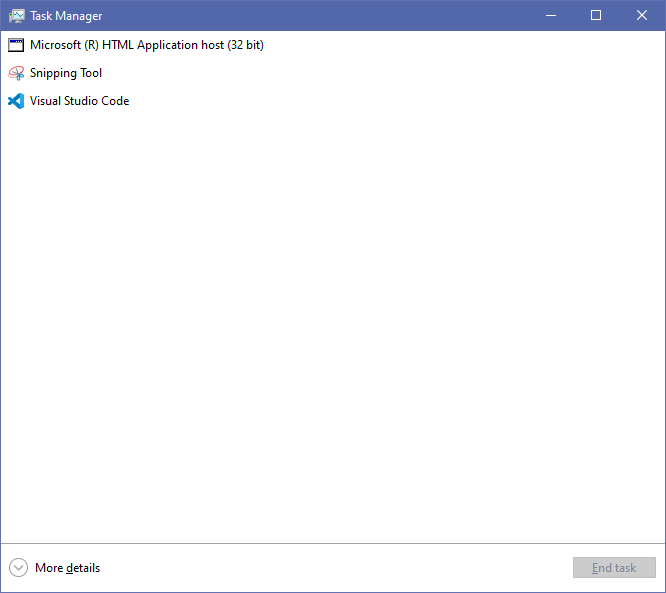 Task Manager
Microsoft (R) HTML Application host (32 bit)
Snipping Tool
Visual Studio Code
More details
End task